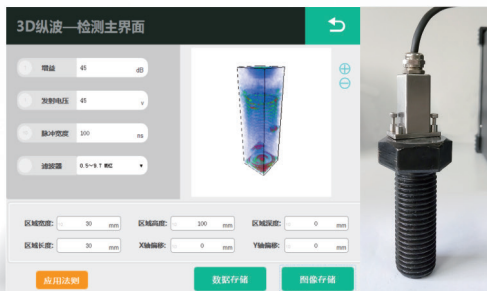 3D纵波—检测主界面
增益 45 dB
发射电压 45 v
脉冲宽度 100 ns
滤波器 0.5~9.7 MHZ
区域宽度: 30 mm 区域高度: 100 mm 区域深度: 0 mm
区域长度: 30 mm X轴偏移: 0 mm Y轴偏移: 0 mm
应用法则 数据存储 图像存储